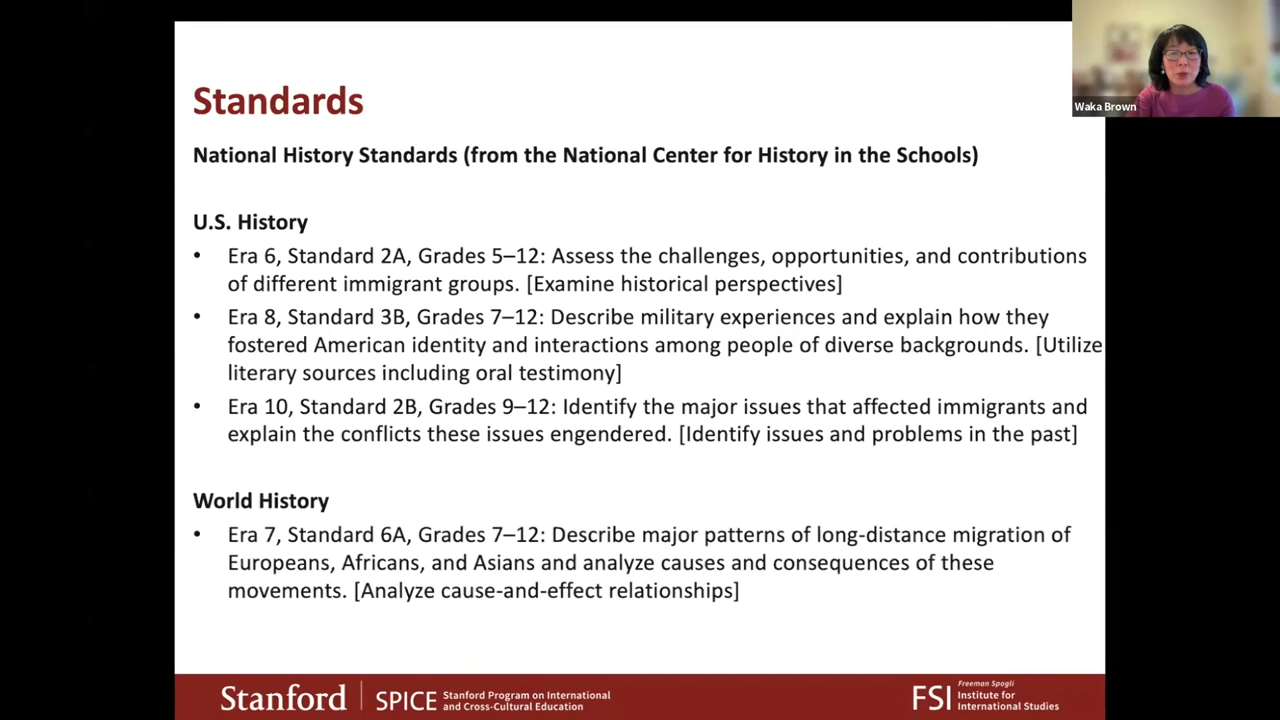 Standards
National History Standards (from the National Center for History in the Schools)
U.S. History
• Era 6, Standard 2A, Grades 5–12: Assess the challenges, opportunities, and contributions
of different immigrant groups. [Examine historical perspectives]
• Era 8, Standard 3B, Grades 7–12: Describe military experiences and explain how they
fostered American identity and interactions among people of diverse backgrounds. [Utilize
literary sources including oral testimony]
• Era 10, Standard 2B, Grades 9–12: Identify the major issues that affected immigrants and
explain the conflicts these issues engendered. [Identify issues and problems in the past]
World History
• Era 7, Standard 6A, Grades 7–12: Describe major patterns of long-distance migration of
Europeans, Africans, and Asians and analyze causes and consequences of these
movements. [Analyze cause-and-effect relationships]
Waka Brown
Stanford
SPICE
Stanford Program on International
and Cross-Cultural Education
FSI
Freeman Spogli
Institute for
International Studies